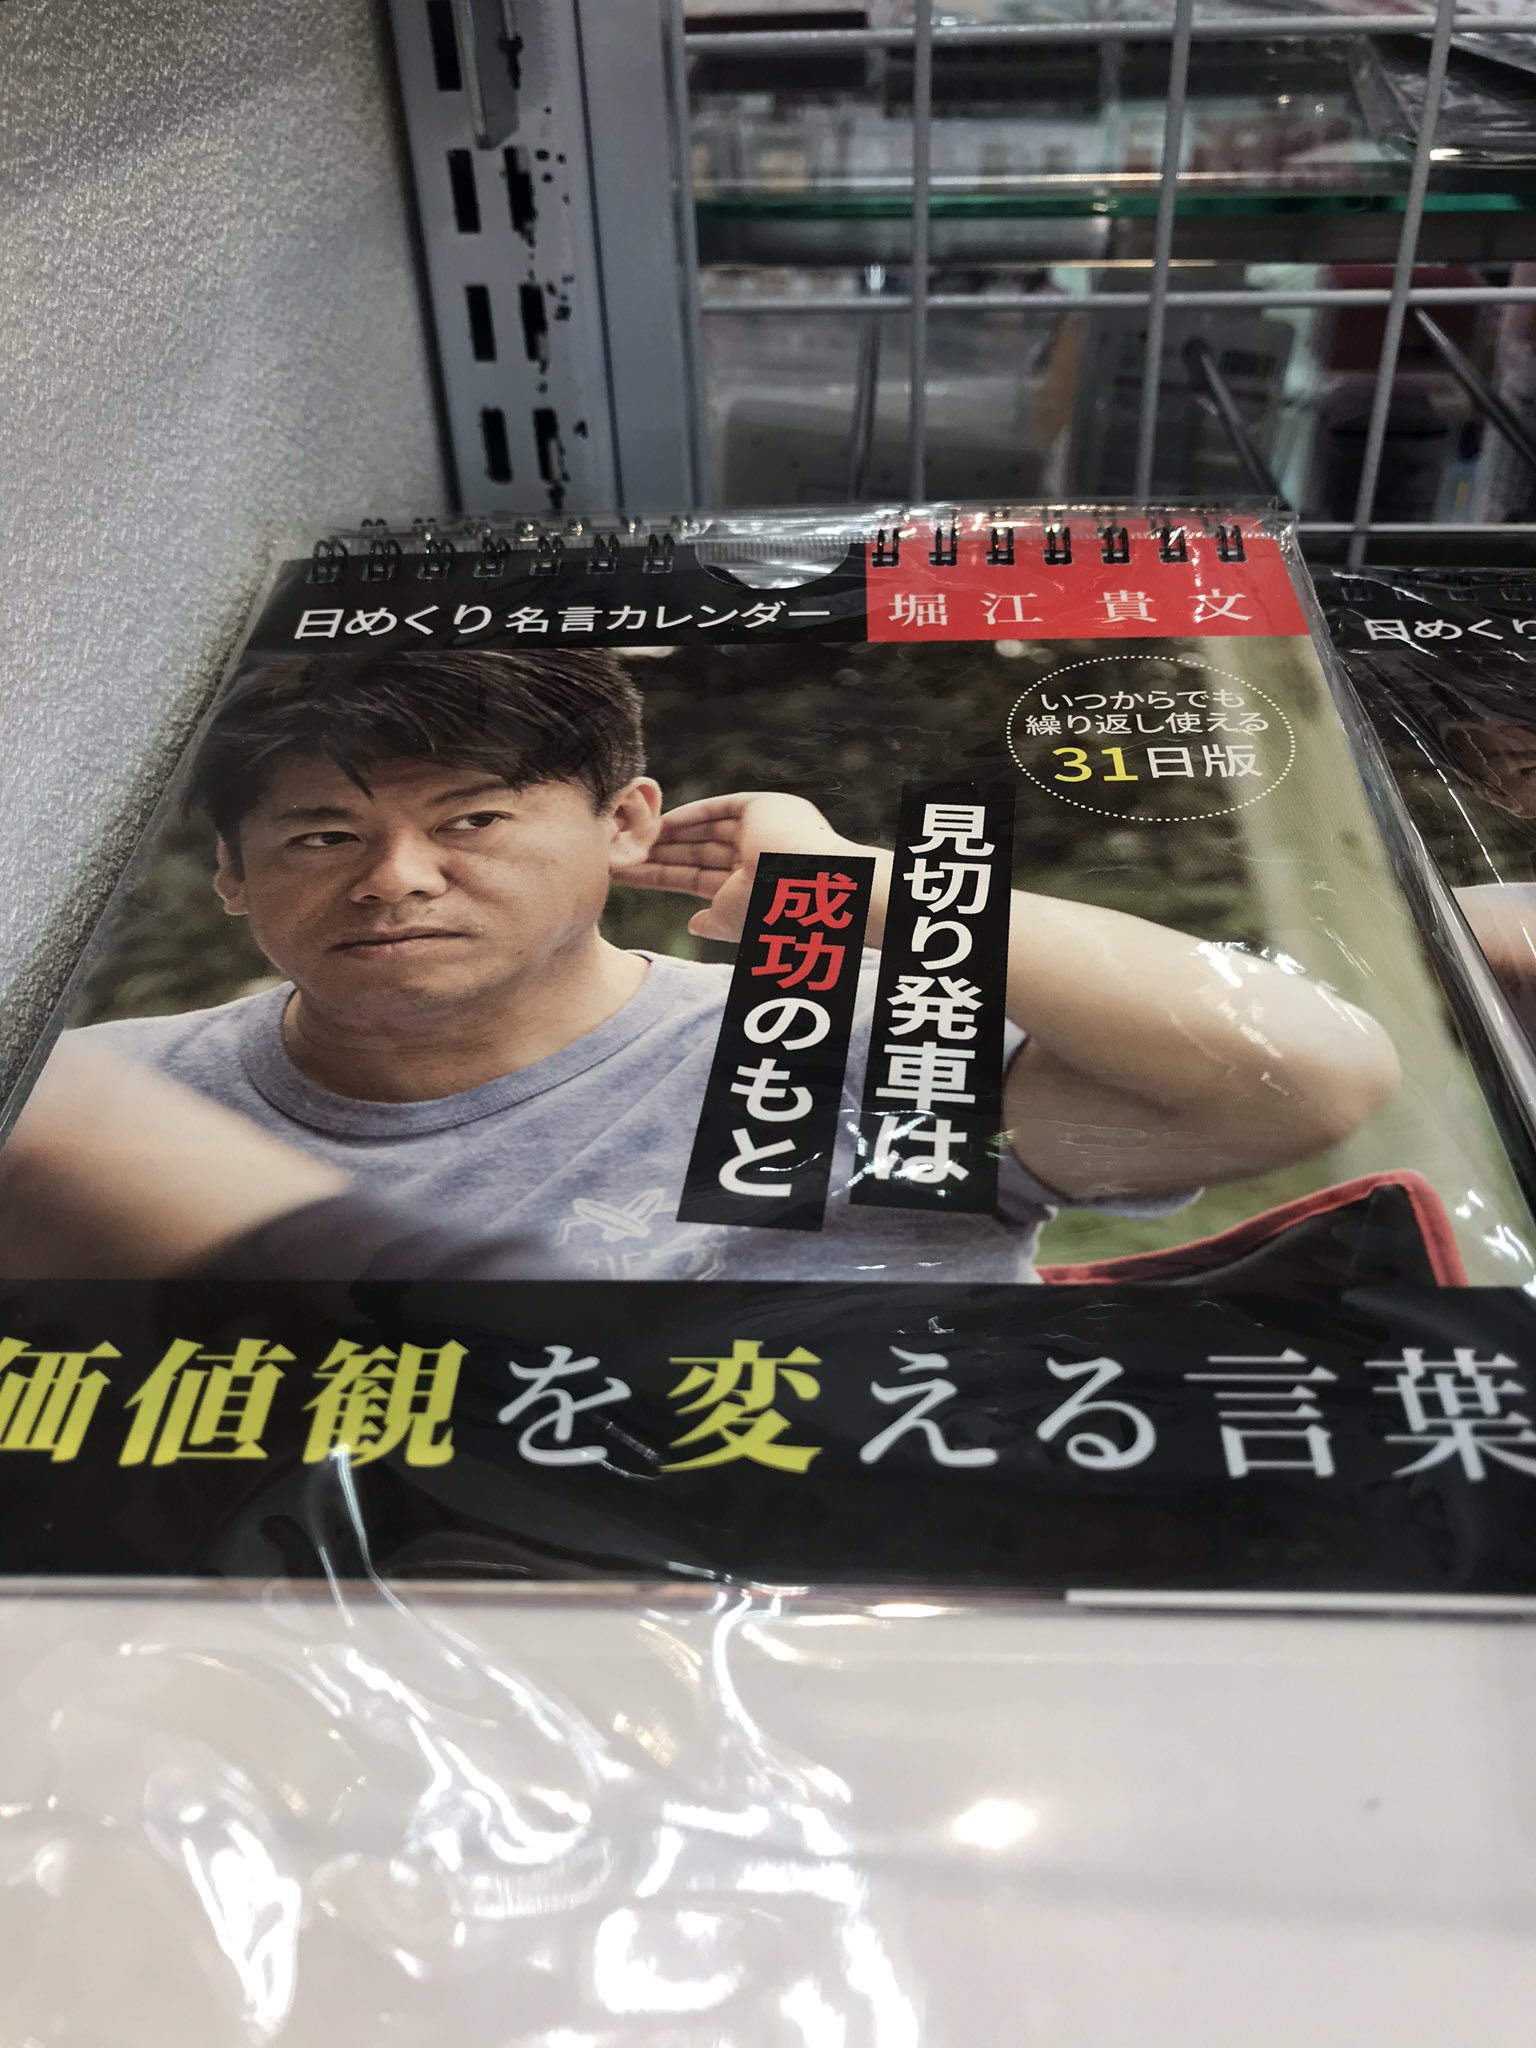 日めくり 名言カレンダー
堀江 貴文
いつからでも
繰り返し使える
31日版
見切り発車は
成功のもと
価値観を変える言葉
日めくり